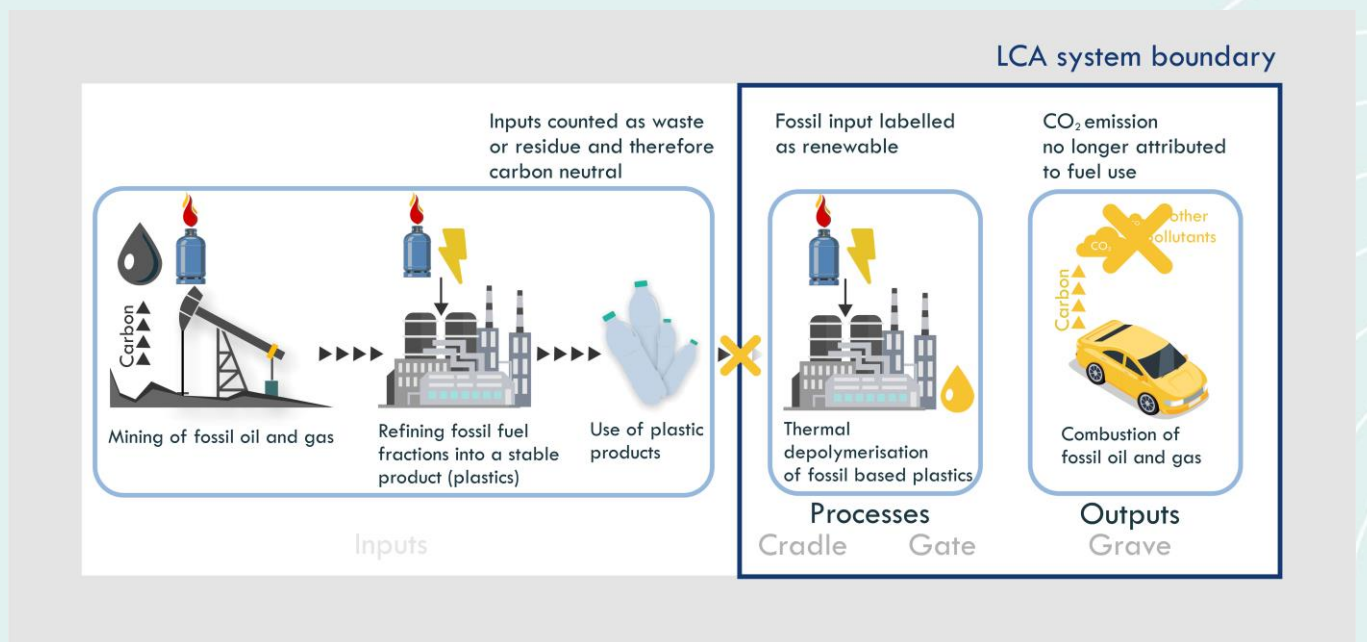 LCA system boundary
Inputs counted as waste
or residue and therefore
carbon neutral
Fossil input labelled
as renewable
CO₂ emission
no longer attributed
to fuel use
Carbon
Mining of fossil oil and gas
Refining fossil fuel
fractions into a stable
product (plastics)
Use of plastic
products
Thermal
depolymerisation
of fossil based plastics
other
pollutants
CO₂
Carbon
Combustion of
fossil oil and gas
Inputs
Processes
Cradle
Gate
Outputs
Grave